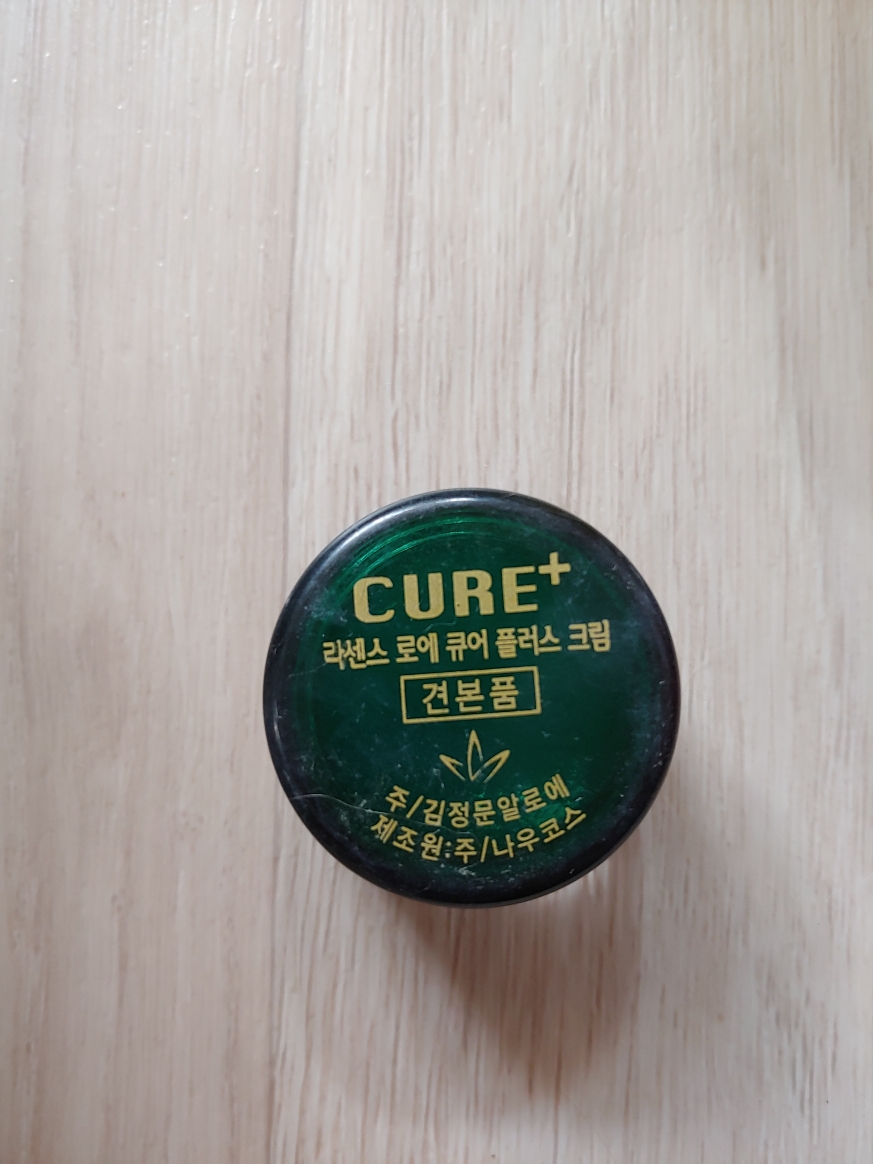 CURE+
라센스 로에 큐어 플러스 크림
견본품
주/김정문알로에
제조원:주/나우코스